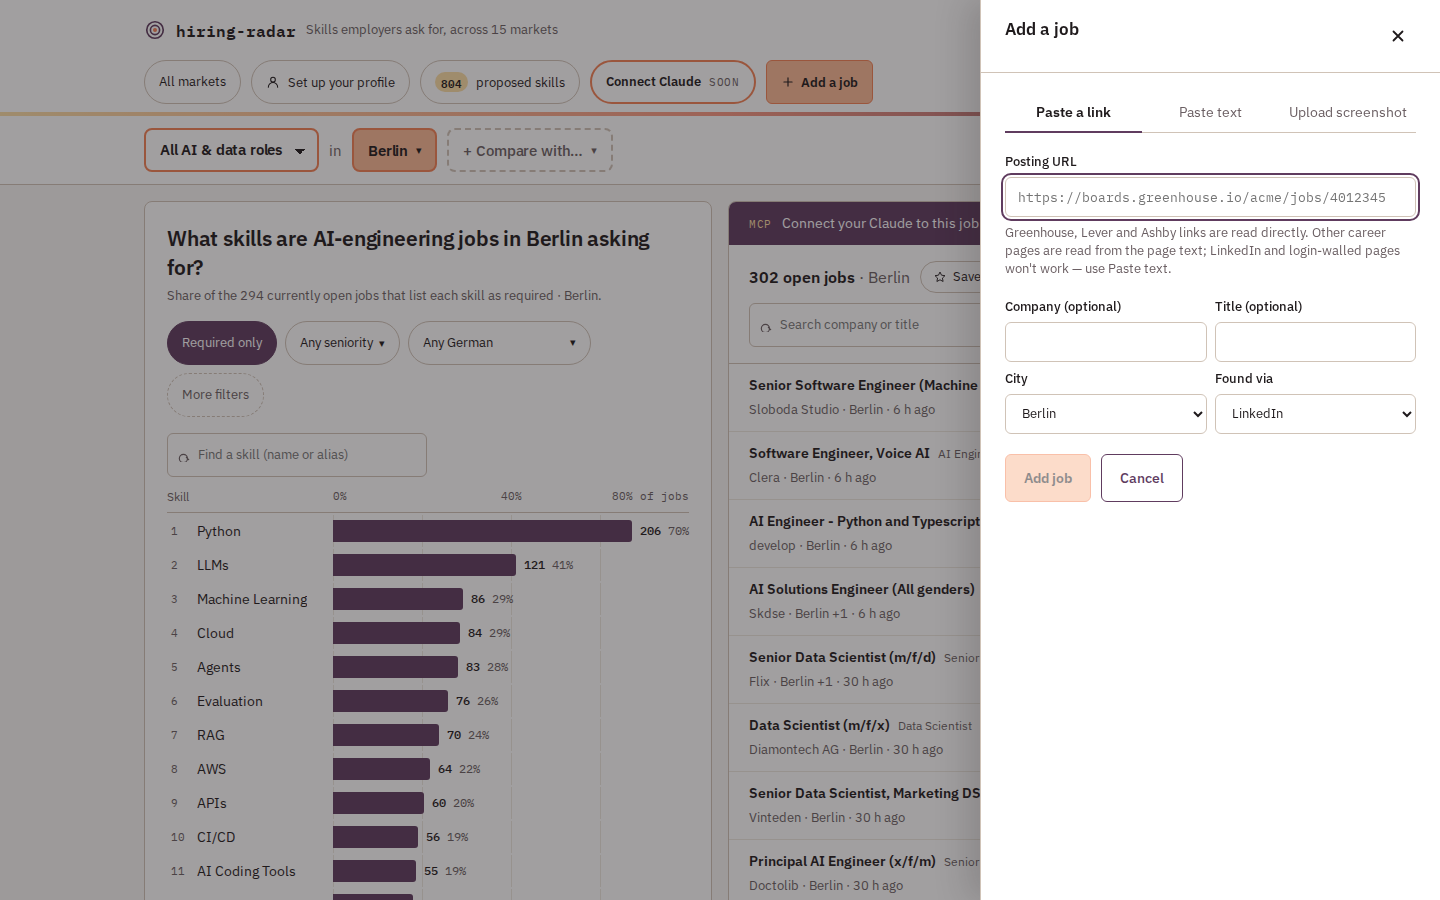 hiring-radar
Skills employers ask for, across 15 markets
All markets
Set up your profile
804 proposed skills
Connect Claude SOON
+ Add a job
All AI & data roles
in
Berlin
+ Compare with...
What skills are AI-engineering jobs in Berlin asking
for?
Share of the 294 currently open jobs that list each skill as required · Berlin.
Required only
Any seniority
Any German
More filters
Find a skill (name or alias)
Skill 0% 40% 80% of jobs
1 Python 206 70%
2 LLMs 121 41%
3 Machine Learning 86 29%
4 Cloud 84 29%
5 Agents 83 28%
6 Evaluation 76 26%
7 RAG 70 24%
8 AWS 64 22%
9 APIs 60 20%
10 CI/CD 56 19%
11 AI Coding Tools 55 19%
MCP Connect your Claude to this job
302 open jobs · Berlin
Save
Search company or title
Senior Software Engineer (Machine
Sloboda Studio · Berlin · 6 h ago
Software Engineer, Voice AI AI Engin
Clera · Berlin · 6 h ago
AI Engineer - Python and Typescript
develop · Berlin · 6 h ago
AI Solutions Engineer (All genders)
Skdse · Berlin +1 · 6 h ago
Senior Data Scientist (m/f/d) Senior
Flix · Berlin +1 · 30 h ago
Data Scientist (m/f/x) Data Scientist
Diamontech AG · Berlin · 30 h ago
Senior Data Scientist, Marketing DS
Vinteden · Berlin · 30 h ago
Principal AI Engineer (x/f/m) Senior
Doctolib · Berlin · 30 h ago
Add a job
Paste a link
Paste text
Upload screenshot
Posting URL
https://boards.greenhouse.io/acme/jobs/4012345
Greenhouse, Lever and Ashby links are read directly. Other career
pages are read from the page text; LinkedIn and login-walled pages
won't work — use Paste text.
Company (optional)
Title (optional)
City
Found via
Berlin
LinkedIn
Add job
Cancel